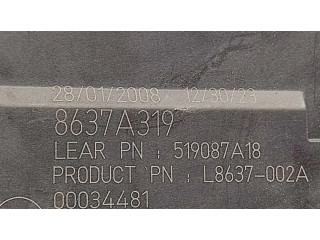 28/01/2008 12/30/23
8637A319
LEAR PN : 519087A18
PRODUCT PN : L8637-002A
00034481